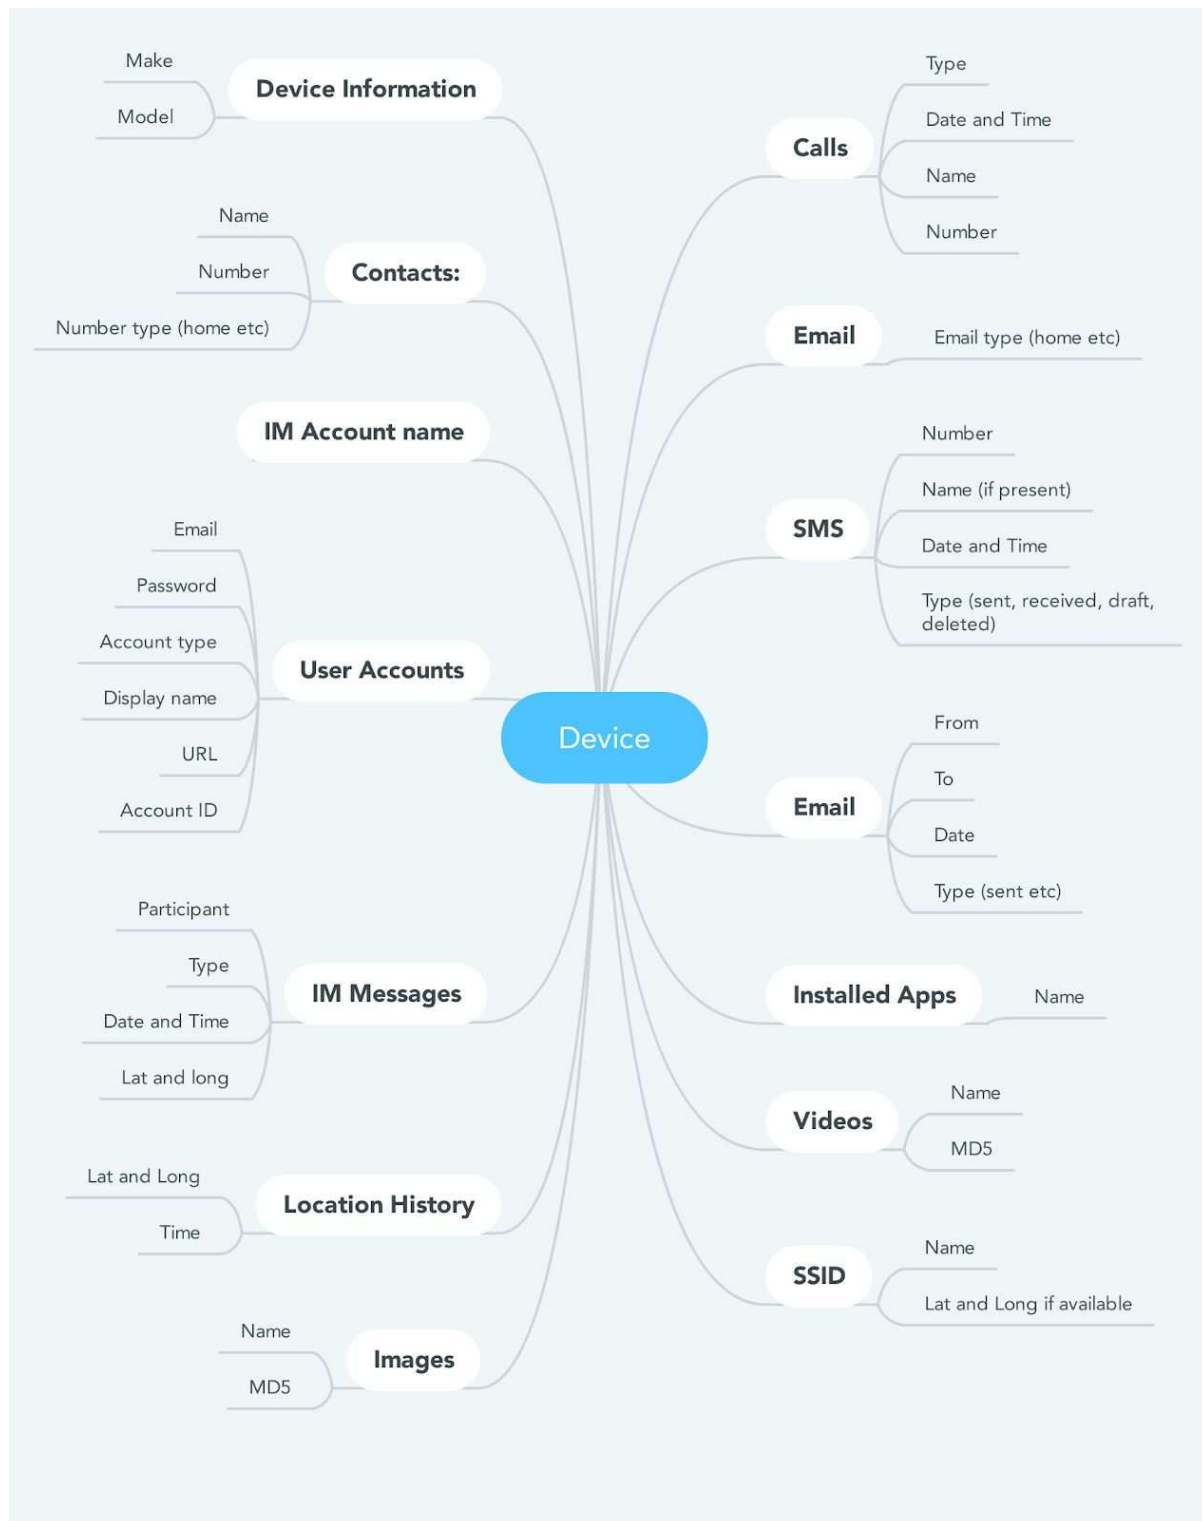 Device Information
Make
Model
Contacts:
Name
Number
Number type (home etc)
IM Account name
User Accounts
Email
Password
Account type
Display name
URL
Account ID
IM Messages
Participant
Type
Date and Time
Lat and long
Location History
Lat and Long
Time
Images
Name
MD5
Device
Calls
Type
Date and Time
Name
Number
Email
Email type (home etc)
SMS
Number
Name (if present)
Date and Time
Type (sent, received, draft,
deleted)
Email
From
To
Date
Type (sent etc)
Installed Apps
Name
Videos
Name
MD5
SSID
Name
Lat and Long if available